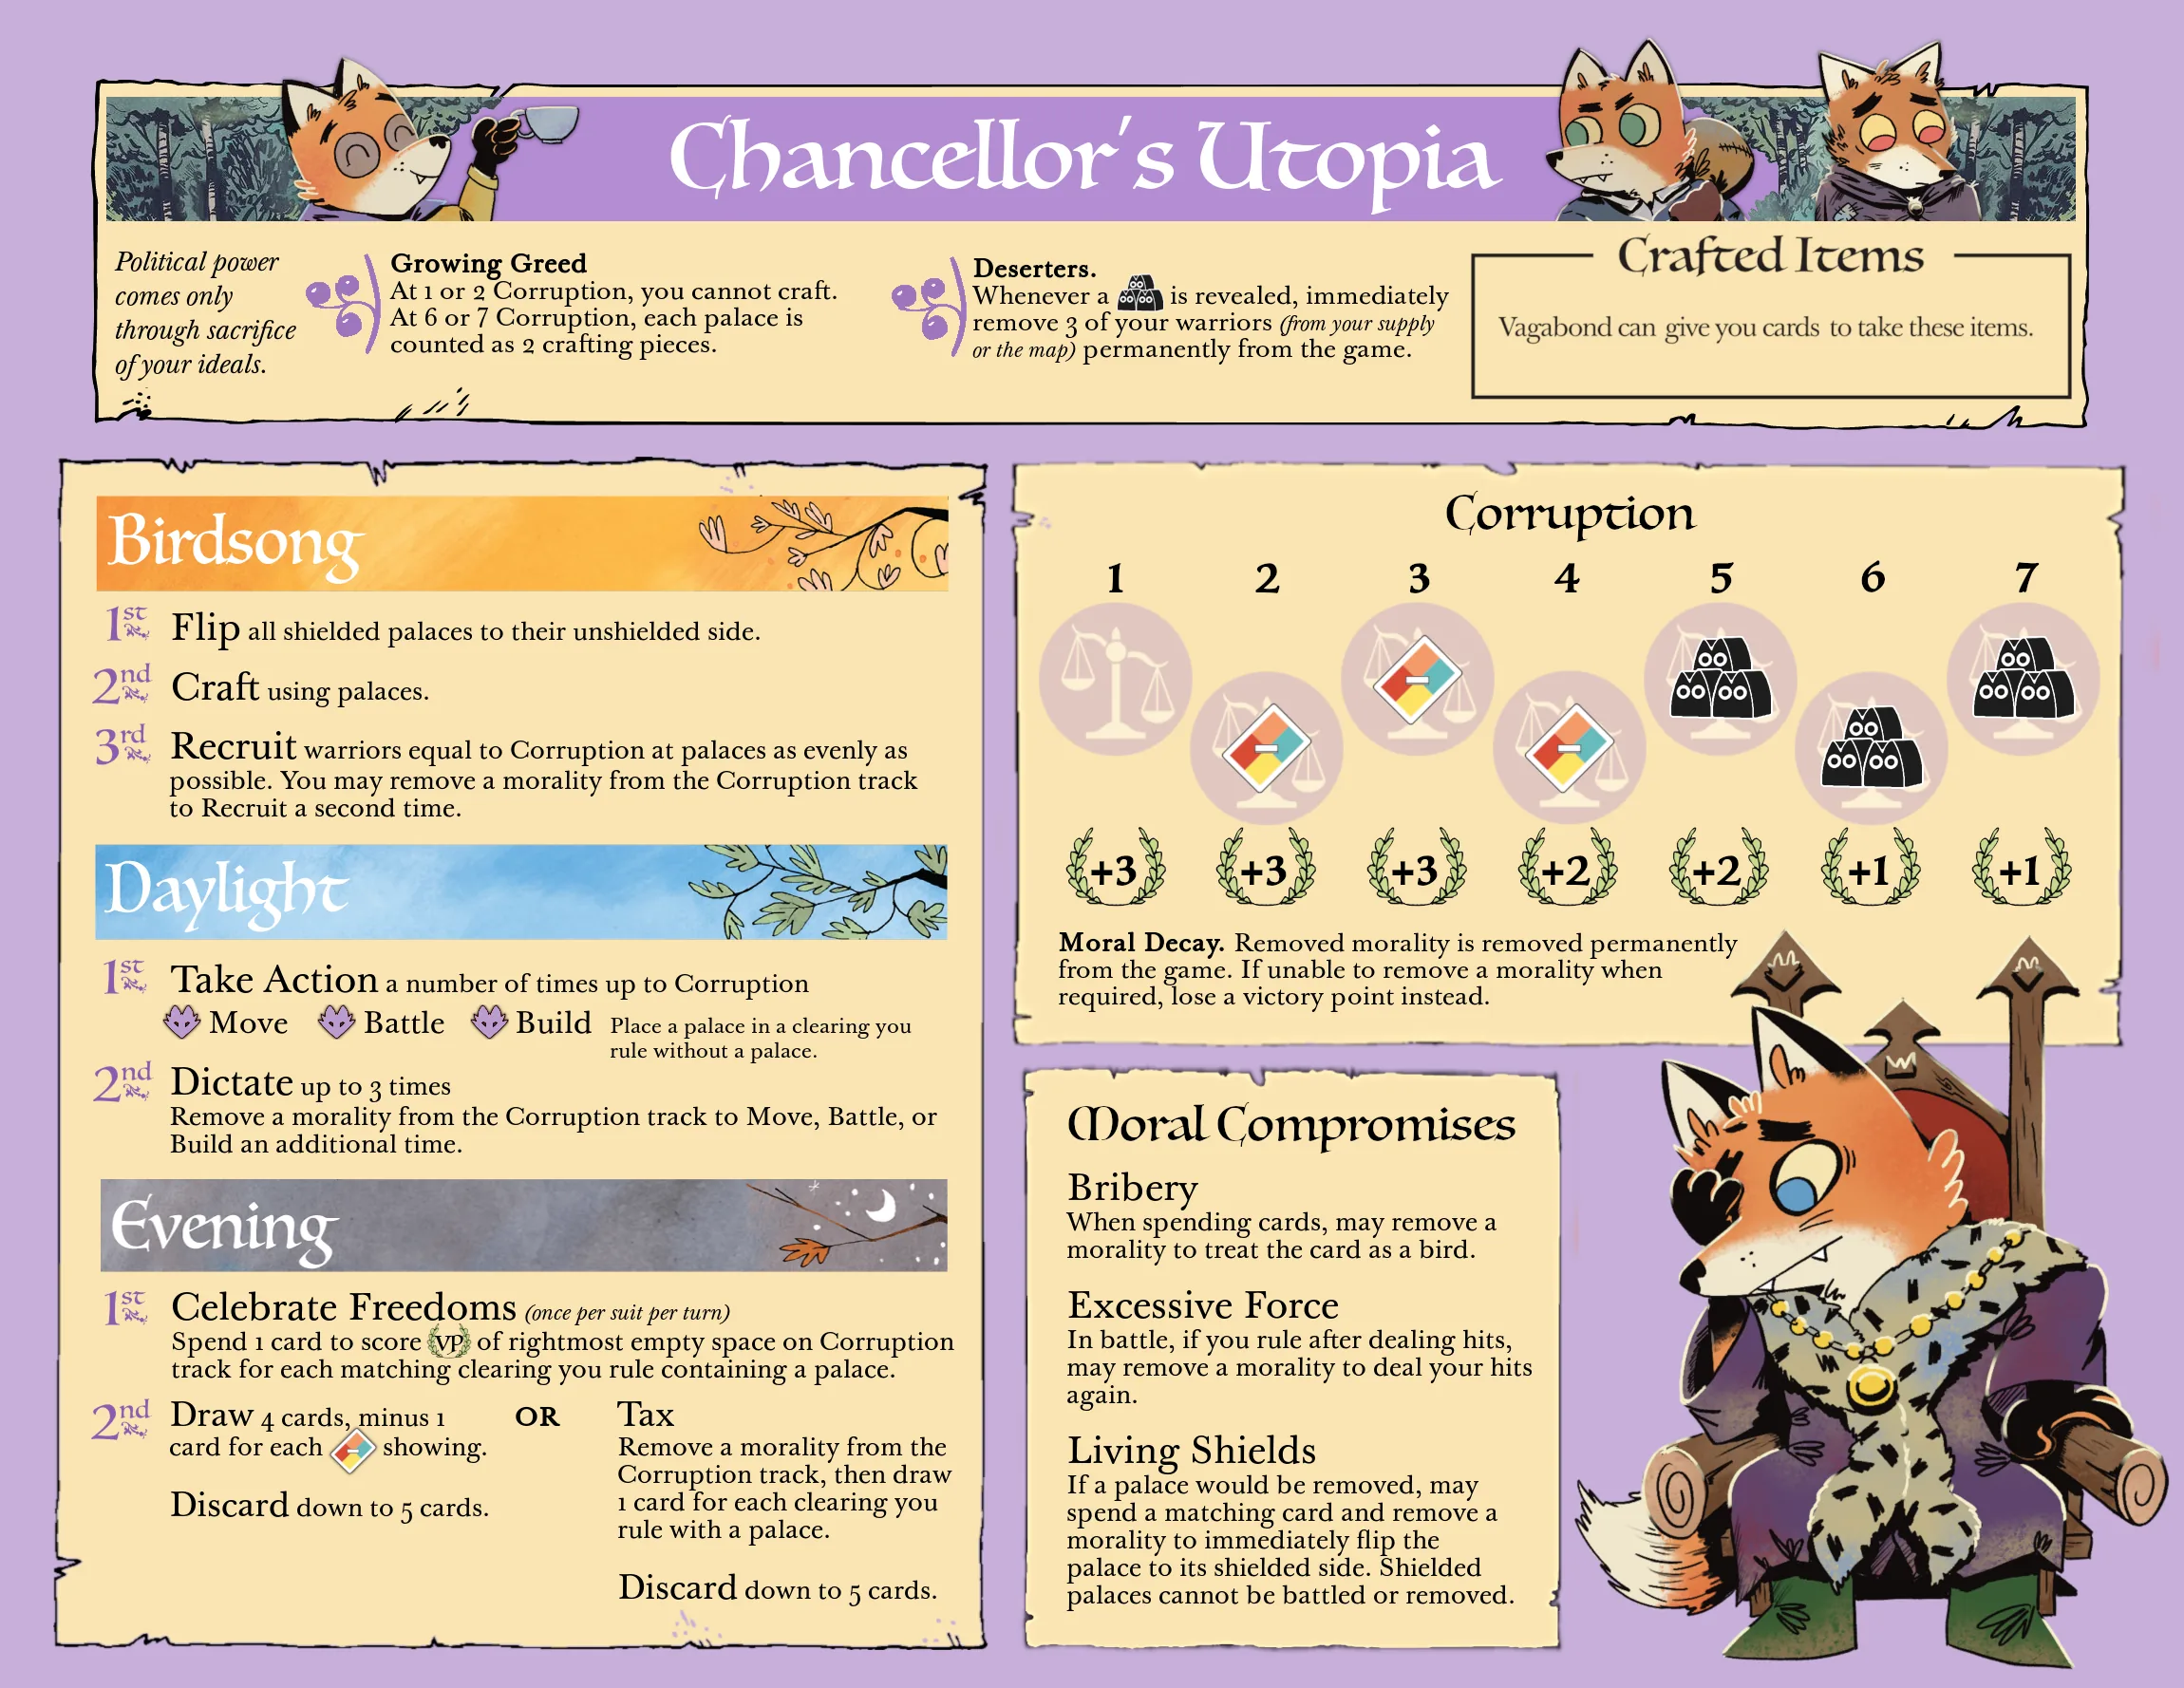 Chancellor's Utopia
Political power
comes only
through sacrifice
of your ideals.
Growing Greed
At 1 or 2 Corruption, you cannot craft.
At 6 or 7 Corruption, each palace is
counted as 2 crafting pieces.
Deserters.
Whenever a is revealed, immediately
remove 3 of your warriors (from your supply
or the map) permanently from the game.
Crafted Items
Vagabond can give you cards to take these items.
Birdsong
1st Flip all shielded palaces to their unshielded side.
2nd Craft using palaces.
3rd Recruit warriors equal to Corruption at palaces as evenly as
possible. You may remove a morality from the Corruption track
to Recruit a second time.
Daylight
1st Take Action a number of times up to Corruption
Move Battle Build Place a palace in a clearing you
rule without a palace.
2nd Dictate up to 3 times
Remove a morality from the Corruption track to Move, Battle, or
Build an additional time.
Evening
1st Celebrate Freedoms (once per suit per turn)
Spend 1 card to score VP of rightmost empty space on Corruption
track for each matching clearing you rule containing a palace.
2nd Draw 4 cards, minus 1
card for each showing.
Discard down to 5 cards.
OR
Tax
Remove a morality from the
Corruption track, then draw
1 card for each clearing you
rule with a palace.
Discard down to 5 cards.
Corruption
1 2 3 4 5 6 7
+3 +3 +3 +2 +2 +1 +1
Moral Decay. Removed morality is removed permanently
from the game. If unable to remove a morality when
required, lose a victory point instead.
Moral Compromises
Bribery
When spending cards, may remove a
morality to treat the card as a bird.
Excessive Force
In battle, if you rule after dealing hits,
may remove a morality to deal your hits
again.
Living Shields
If a palace would be removed, may
spend a matching card and remove a
morality to immediately flip the
palace to its shielded side. Shielded
palaces cannot be battled or removed.